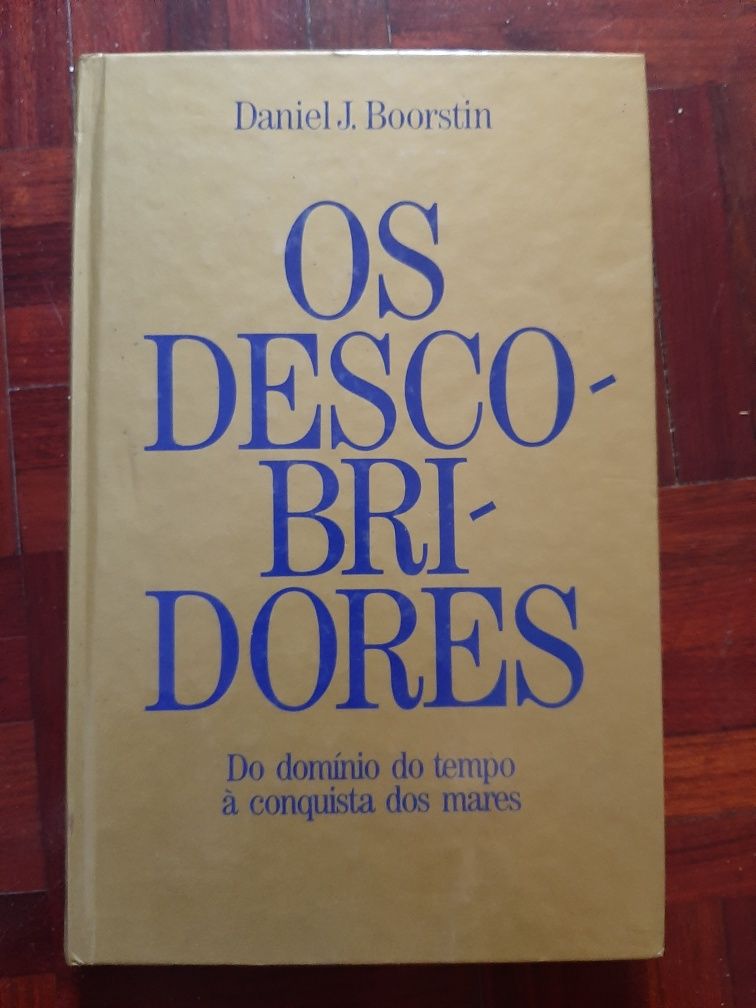 Daniel J. Boorstin
OS
DESCO-
BRI-
DORES
Do domínio do tempo
à conquista dos mares